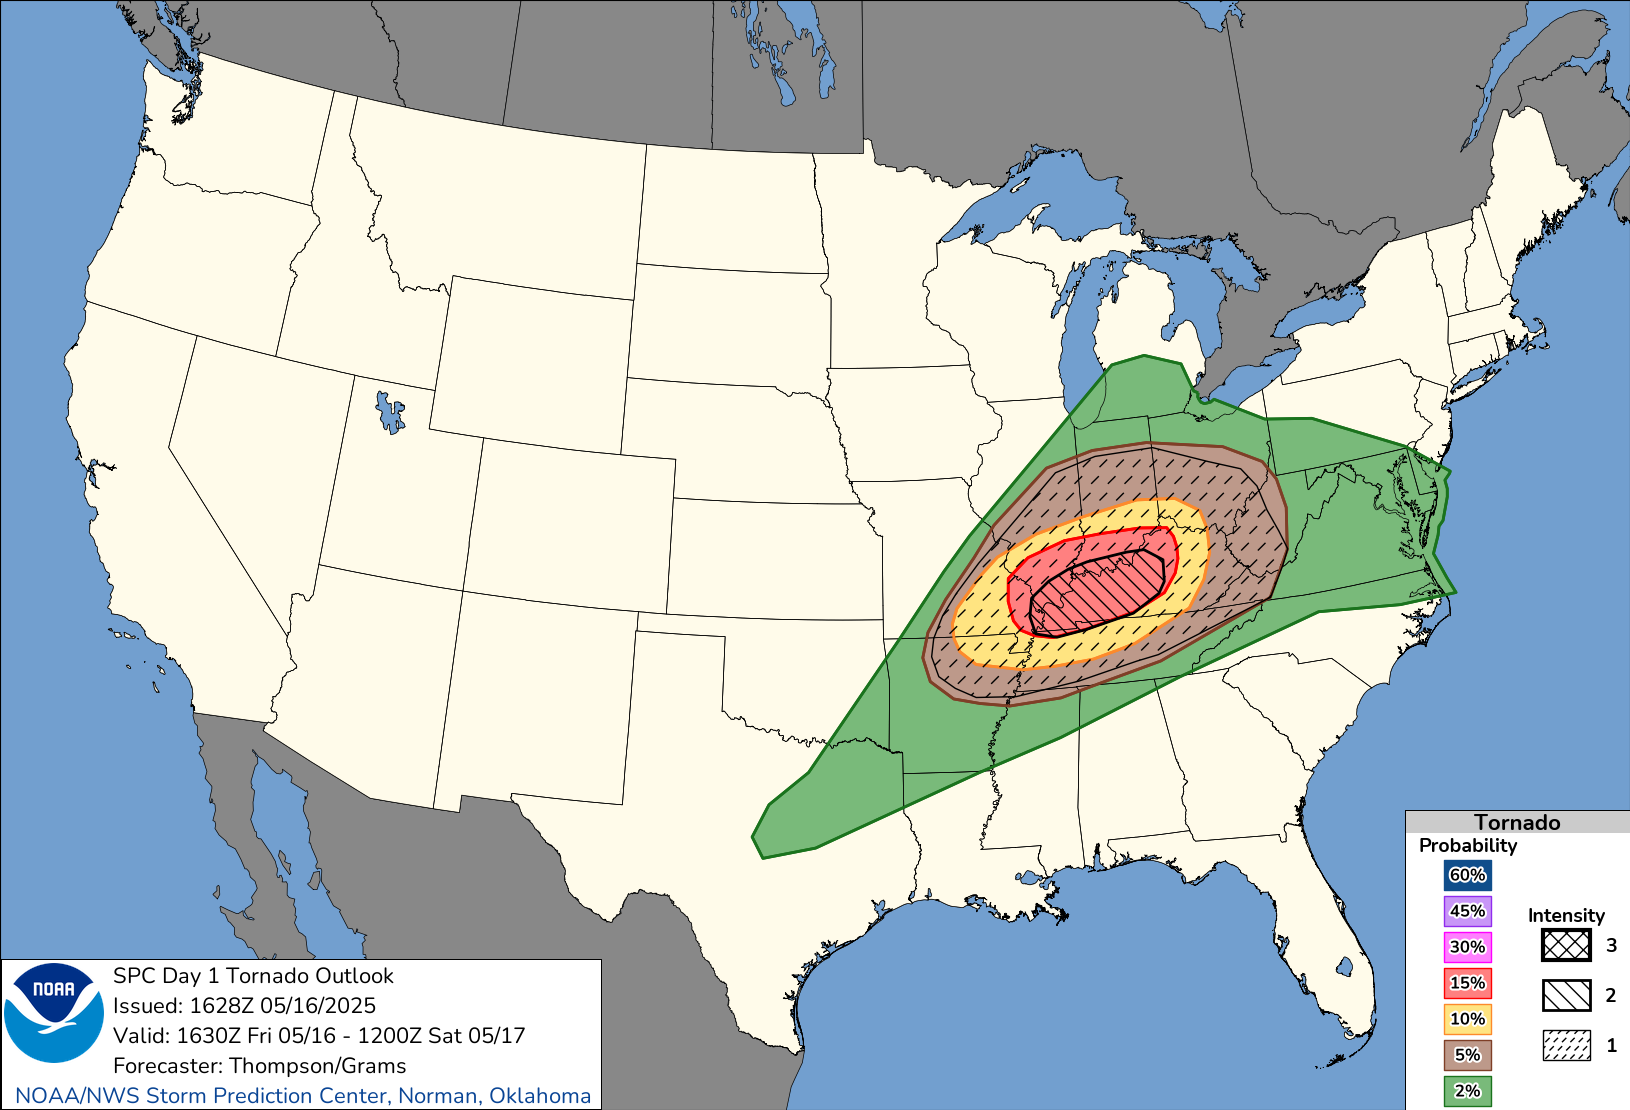 Tornado
Probability
60%
45%
30%
15%
10%
5%
2%
Intensity
3
2
1
NOAA
SPC Day 1 Tornado Outlook
Issued: 1628Z 05/16/2025
Valid: 1630Z Fri 05/16 - 1200Z Sat 05/17
Forecaster: Thompson/Grams
NOAA/NWS Storm Prediction Center, Norman, Oklahoma